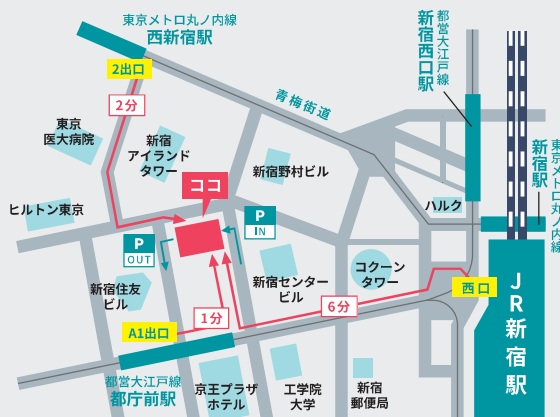 東京メトロ丸ノ内線
西新宿駅
2出口
2分
東京
医大病院
新宿
アイランド
タワー
青梅街道
都営大江戸線
新宿西口駅
東京メトロ丸ノ内線
新宿駅
新宿野村ビル
ココ
ハルク
ヒルトン東京
P
IN
P
OUT
新宿住友
ビル
新宿センター
ビル
コクーン
タワー
西口
1分
6分
A1出口
JR新宿駅
都営大江戸線
都庁前駅
京王プラザ
ホテル
工学院
大学
新宿
郵便局